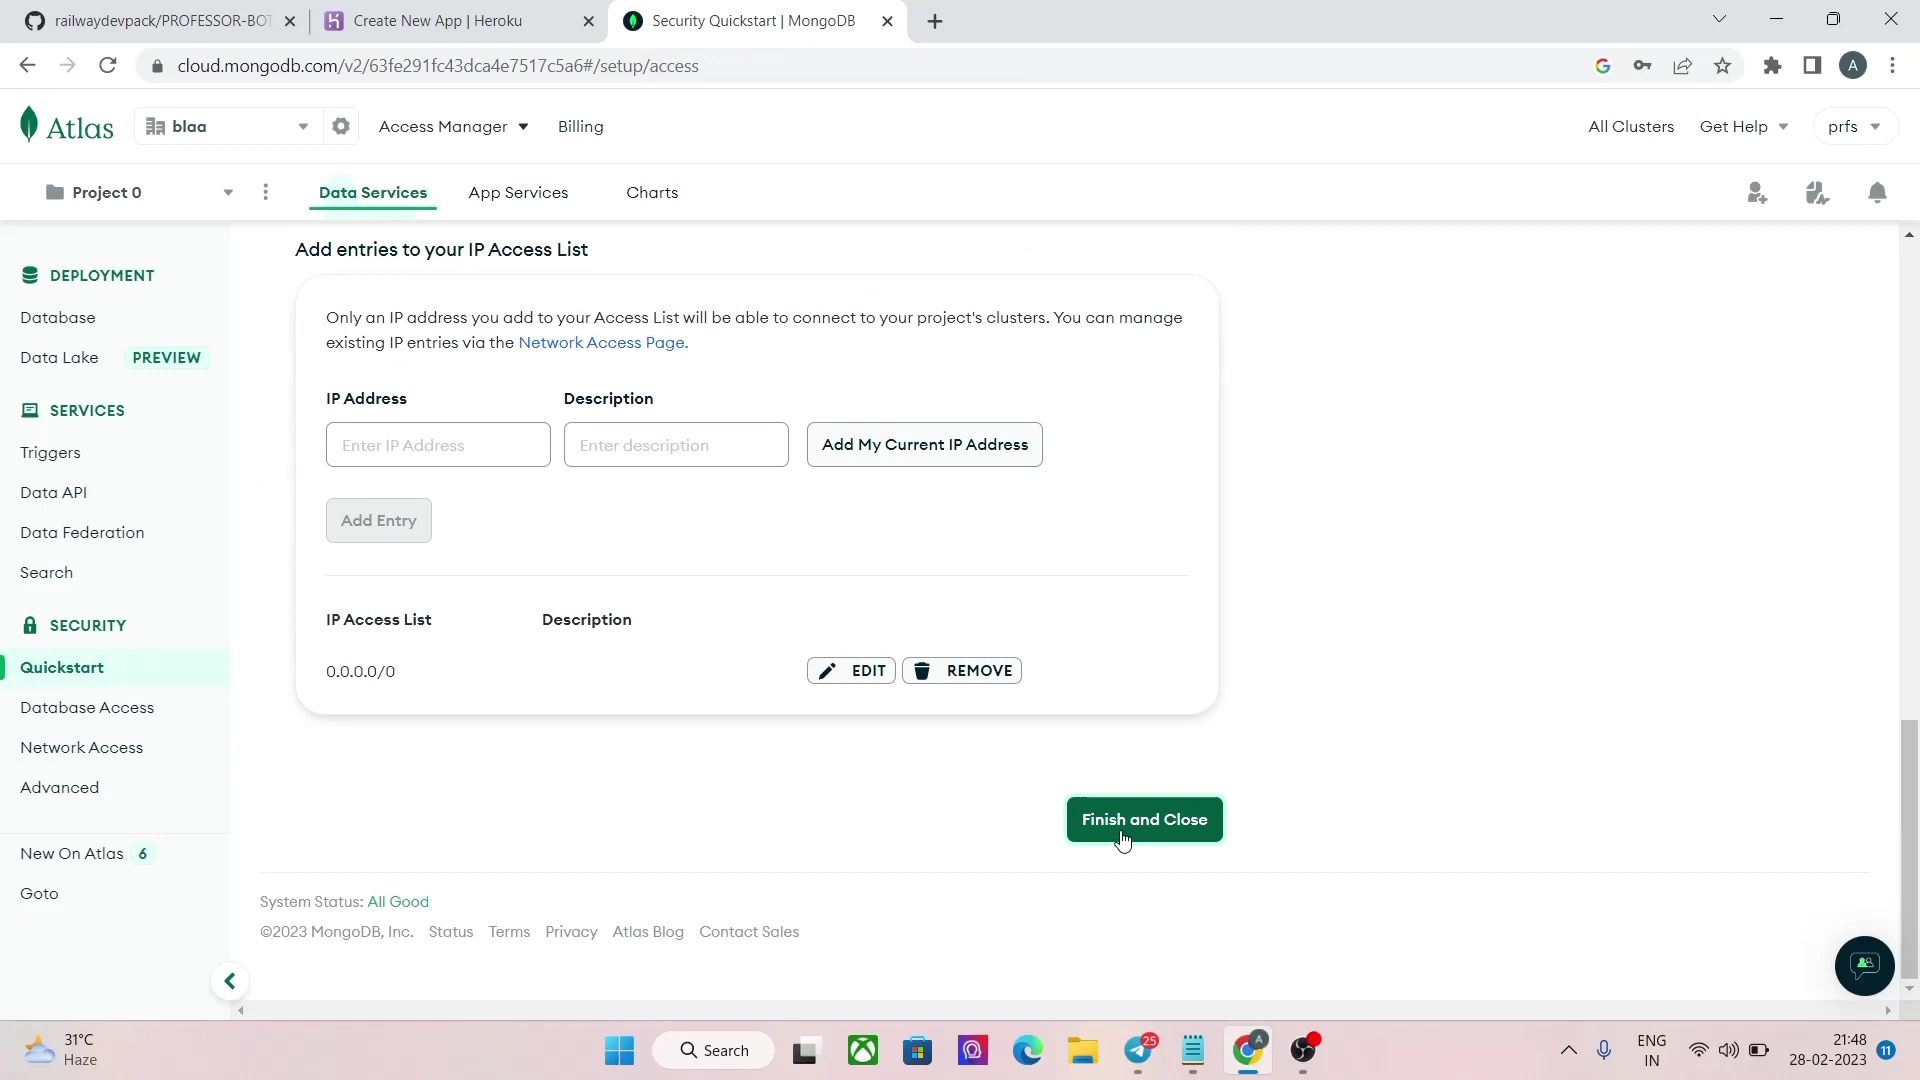 railwaydevpack/PROFESSOR-BOT
Create New App | Heroku
Security Quickstart | MongoDB
cloud.mongodb.com/v2/63fe291fc43dca4e7517c5a6#/setup/access
A
Atlas
blaa
Access Manager
Billing
All Clusters
Get Help
prfs
Project 0
Data Services
App Services
Charts
DEPLOYMENT
Database
Data Lake PREVIEW
SERVICES
Triggers
Data API
Data Federation
Search
SECURITY
Quickstart
Database Access
Network Access
Advanced
New On Atlas 6
Goto
Add entries to your IP Access List
Only an IP address you add to your Access List will be able to connect to your project's clusters. You can manage
existing IP entries via the Network Access Page.
IP Address Description
Enter IP Address Enter description Add My Current IP Address
Add Entry
IP Access List Description
0.0.0.0/0 EDIT REMOVE
Finish and Close
System Status: All Good
©2023 MongoDB, Inc. Status Terms Privacy Atlas Blog Contact Sales
31°C
Haze
Search
25
A
ENG
IN
21:48
28-02-2023
11